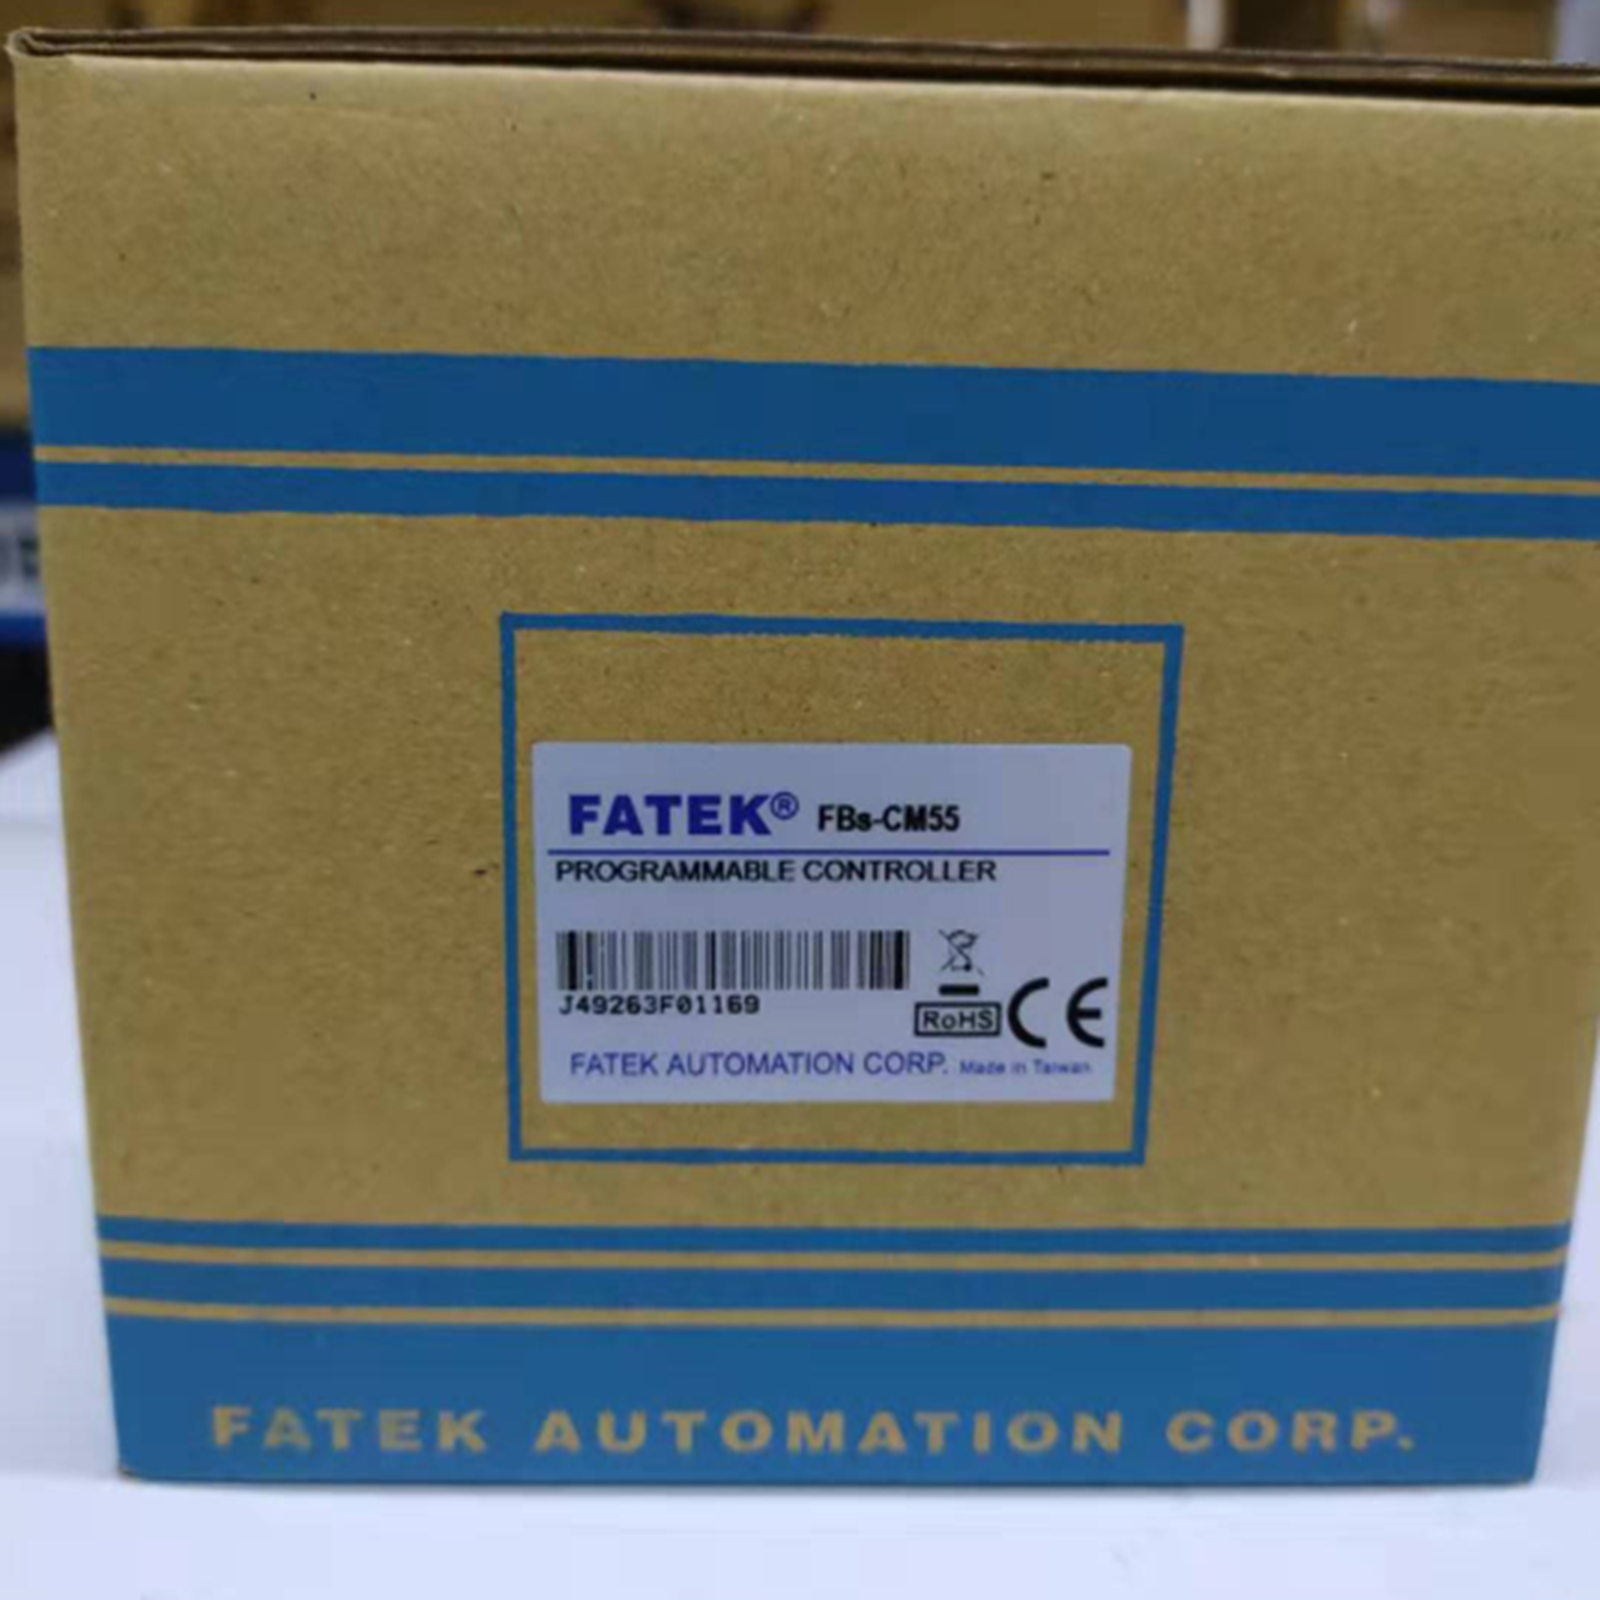 FATEK® FBs-CM55
PROGRAMMABLE CONTROLLER
J49263F01169
RoHS CE
FATEK AUTOMATION CORP. Made in Taiwan
FATEK AUTOMATION CORP.